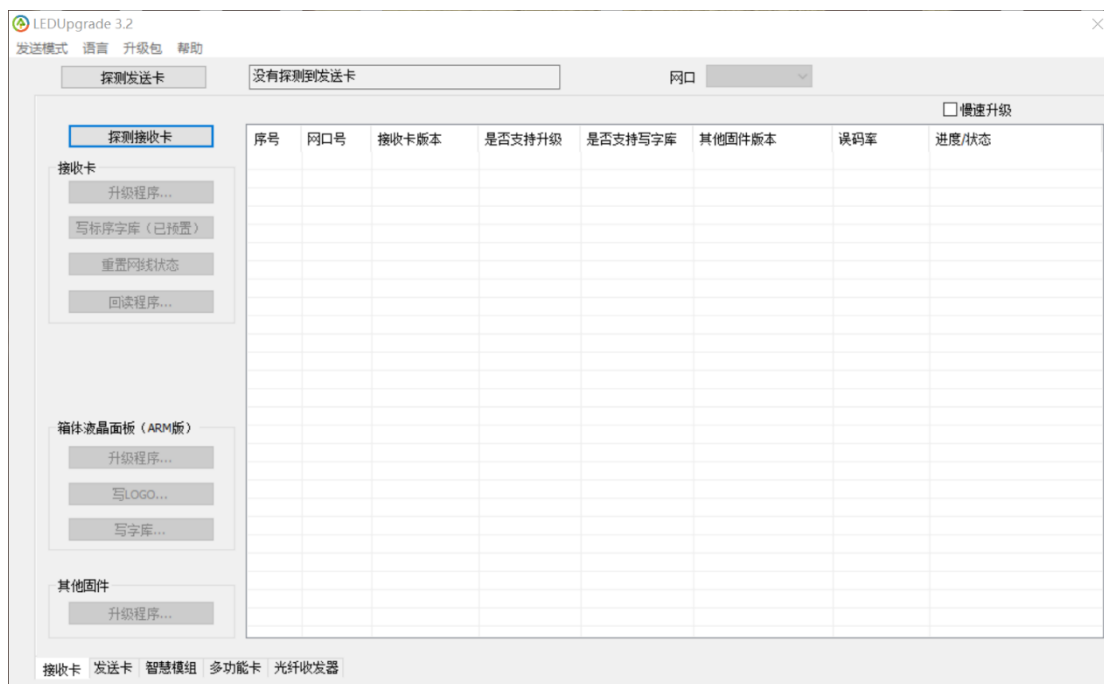 LEDUpgrade 3.2
发送模式 语言 升级包 帮助
探测发送卡 没有探测到发送卡 网口
慢速升级
探测接收卡
序号 网口号 接收卡版本 是否支持升级 是否支持写字库 其他固件版本 误码率 进度/状态
接收卡
升级程序...
写标序字库（已预置）
重置网线状态
回读程序...
箱体液晶面板（ARM版）
升级程序...
写LOGO...
写字库...
其他固件
升级程序...
接收卡 发送卡 智慧模组 多功能卡 光纤收发器